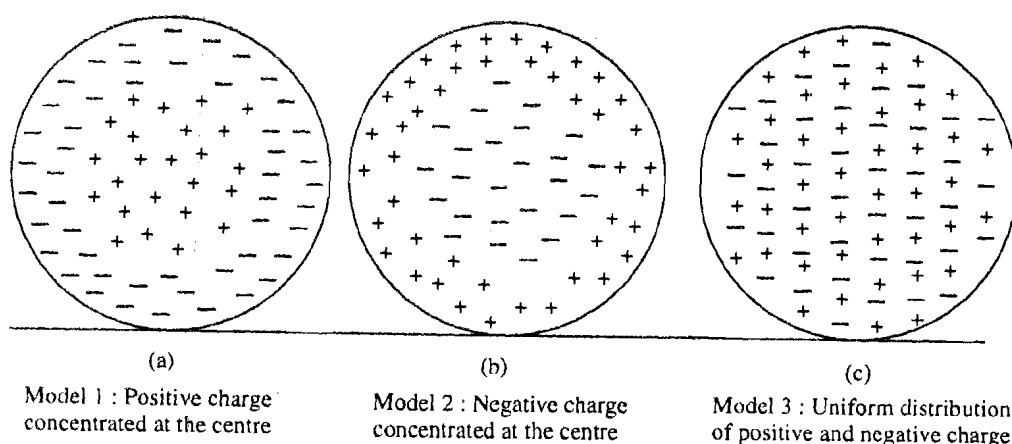 (a)
(b)
(c)
Model 1 : Positive charge
concentrated at the centre
Model 2 : Negative charge
concentrated at the centre
Model 3 : Uniform distribution
of positive and negative charge